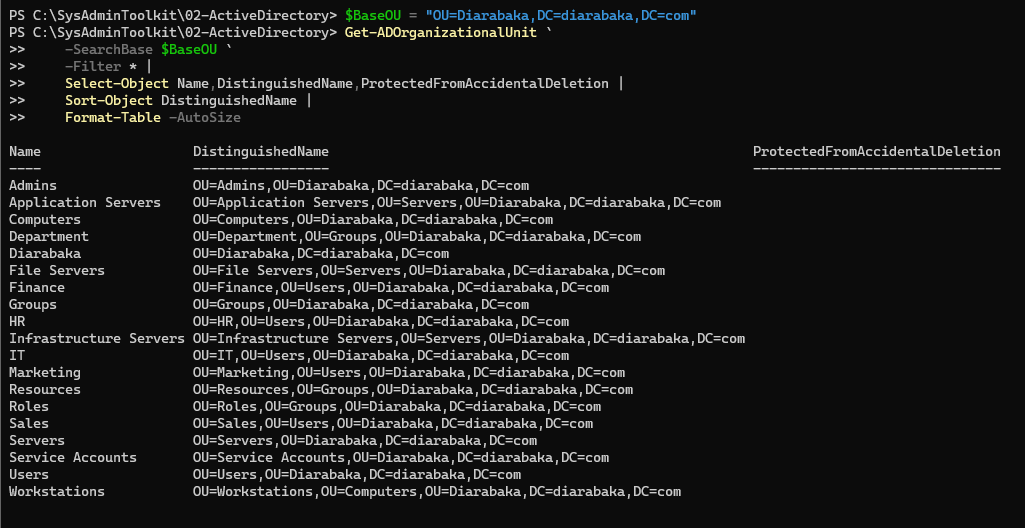 PS C:\SysAdminToolkit\02-ActiveDirectory> $BaseOU = "OU=Diarabaka,DC=diarabaka,DC=com"
PS C:\SysAdminToolkit\02-ActiveDirectory> Get-ADOrganizationalUnit `
>>     -SearchBase $BaseOU `
>>     -Filter * |
>>     Select-Object Name,DistinguishedName,ProtectedFromAccidentalDeletion |
>>     Sort-Object DistinguishedName |
>>     Format-Table -AutoSize

Name                   DistinguishedName                                                     ProtectedFromAccidentalDeletion
----                   -----------------                                                     -------------------------------
Admins                 OU=Admins,OU=Diarabaka,DC=diarabaka,DC=com
Application Servers    OU=Application Servers,OU=Servers,OU=Diarabaka,DC=diarabaka,DC=com
Computers              OU=Computers,OU=Diarabaka,DC=diarabaka,DC=com
Department             OU=Department,OU=Groups,OU=Diarabaka,DC=diarabaka,DC=com
Diarabaka              OU=Diarabaka,DC=diarabaka,DC=com
File Servers           OU=File Servers,OU=Servers,OU=Diarabaka,DC=diarabaka,DC=com
Finance                OU=Finance,OU=Users,OU=Diarabaka,DC=diarabaka,DC=com
Groups                 OU=Groups,OU=Diarabaka,DC=diarabaka,DC=com
HR                     OU=HR,OU=Users,OU=Diarabaka,DC=diarabaka,DC=com
Infrastructure Servers OU=Infrastructure Servers,OU=Servers,OU=Diarabaka,DC=diarabaka,DC=com
IT                     OU=IT,OU=Users,OU=Diarabaka,DC=diarabaka,DC=com
Marketing              OU=Marketing,OU=Users,OU=Diarabaka,DC=diarabaka,DC=com
Resources              OU=Resources,OU=Groups,OU=Diarabaka,DC=diarabaka,DC=com
Roles                  OU=Roles,OU=Groups,OU=Diarabaka,DC=diarabaka,DC=com
Sales                  OU=Sales,OU=Users,OU=Diarabaka,DC=diarabaka,DC=com
Servers                OU=Servers,OU=Diarabaka,DC=diarabaka,DC=com
Service Accounts       OU=Service Accounts,OU=Diarabaka,DC=diarabaka,DC=com
Users                  OU=Users,OU=Diarabaka,DC=diarabaka,DC=com
Workstations           OU=Workstations,OU=Computers,OU=Diarabaka,DC=diarabaka,DC=com